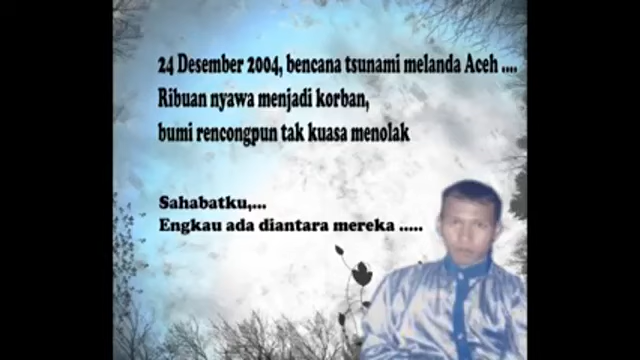 24 Desember 2004, bencana tsunami melanda Aceh ....
Ribuan nyawa menjadi korban,
bumi rencongpun tak kuasa menolak
Sahabatku,...
Engkau ada diantara mereka .....